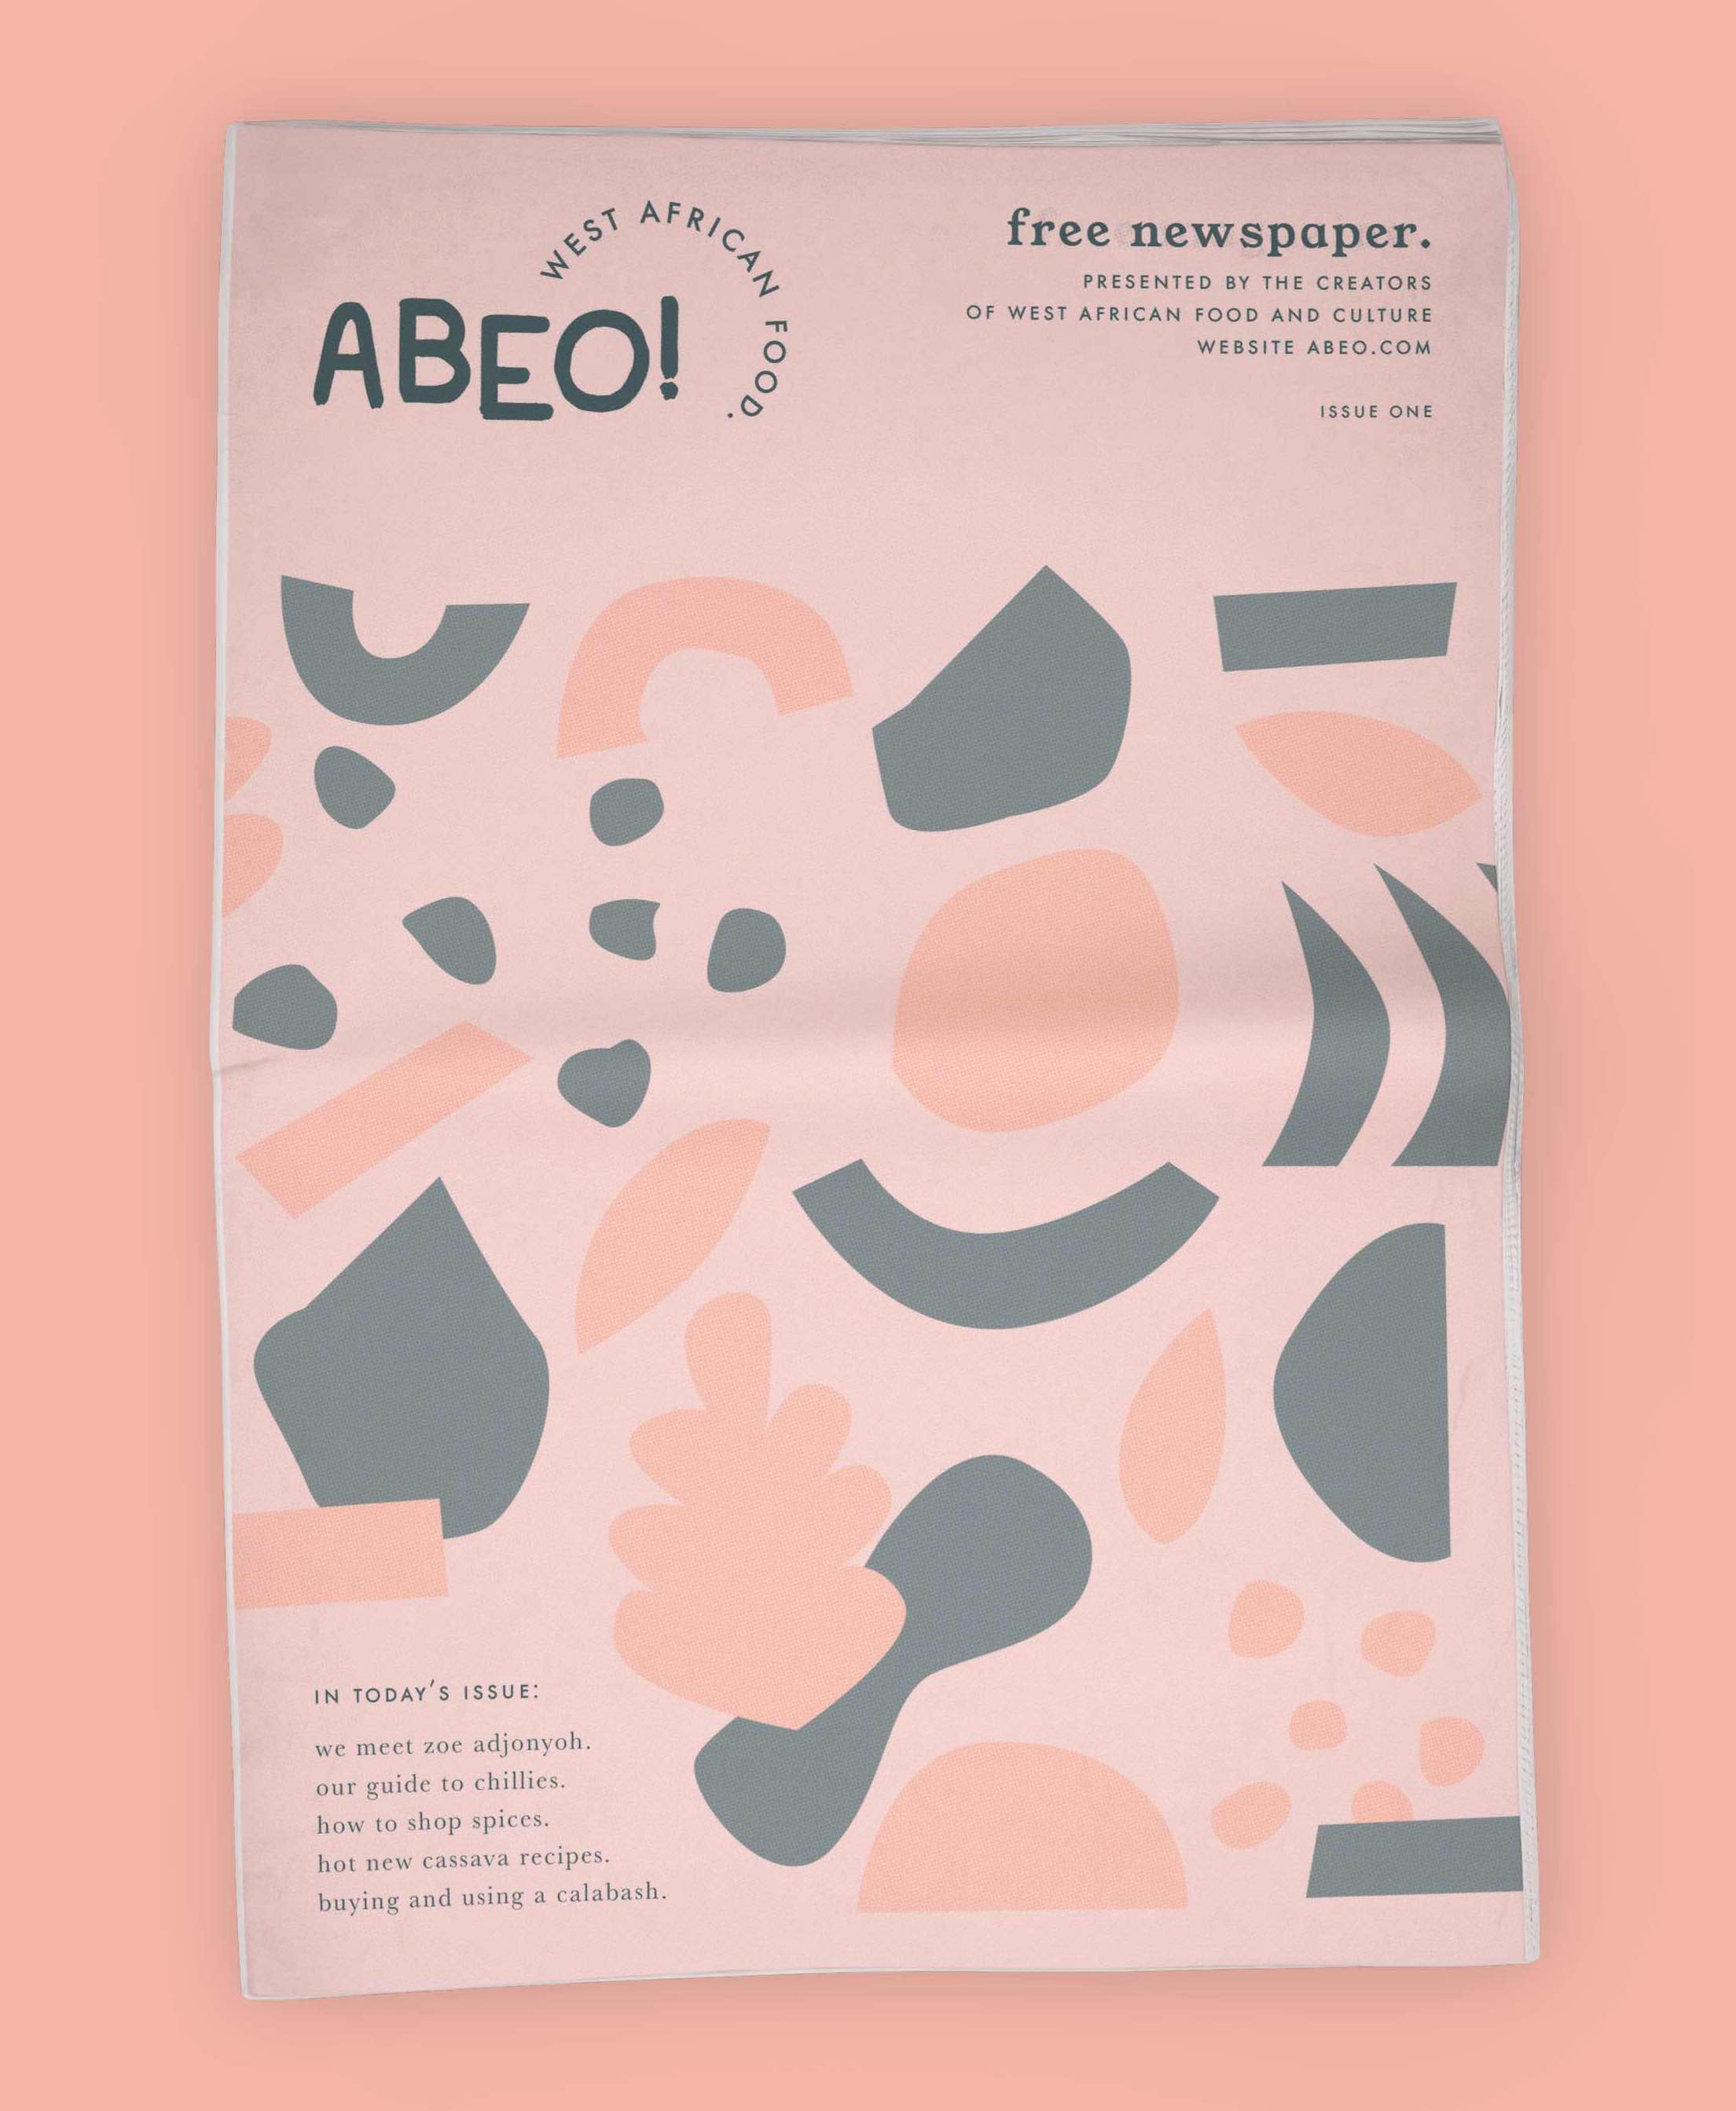 WEST AFRICAN FOOD.
ABEO!
free newspaper.
PRESENTED BY THE CREATORS
OF WEST AFRICAN FOOD AND CULTURE
WEBSITE ABEO.COM
ISSUE ONE
IN TODAY'S ISSUE:
we meet zoe adjonyoh.
our guide to chillies.
how to shop spices.
hot new cassava recipes.
buying and using a calabash.